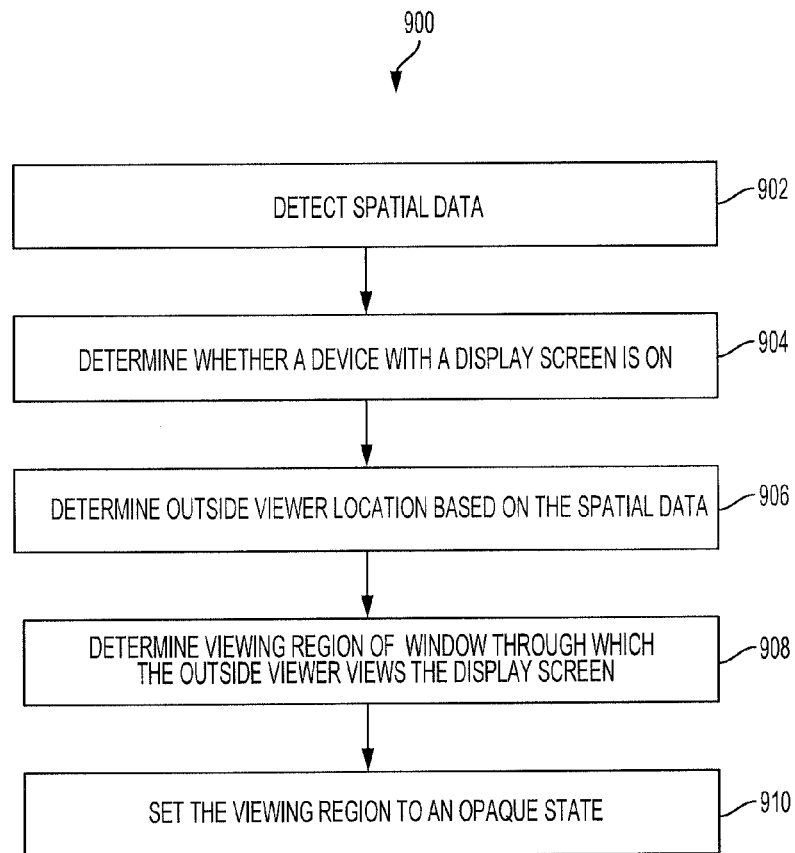 900
DETECT SPATIAL DATA
902
DETERMINE WHETHER A DEVICE WITH A DISPLAY SCREEN IS ON
904
DETERMINE OUTSIDE VIEWER LOCATION BASED ON THE SPATIAL DATA
906
DETERMINE VIEWING REGION OF WINDOW THROUGH WHICH
THE OUTSIDE VIEWER VIEWS THE DISPLAY SCREEN
908
SET THE VIEWING REGION TO AN OPAQUE STATE
910